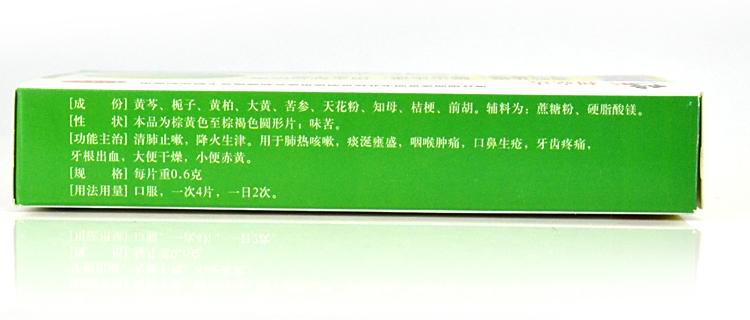 [成　份] 黄芩、栀子、黄柏、大黄、苦参、天花粉、知母、桔梗、前胡。辅料为：蔗糖粉、硬脂酸镁。
[性　状] 本品为棕黄色至棕褐色圆形片；味苦。
[功能主治] 清肺止嗽，降火生津。用于肺热咳嗽，痰涎壅盛，咽喉肿痛，口鼻生疮，牙齿疼痛，
牙根出血，大便干燥，小便赤黄。
[规　格] 每片重0.6克
[用法用量] 口服，一次4片，一日2次。